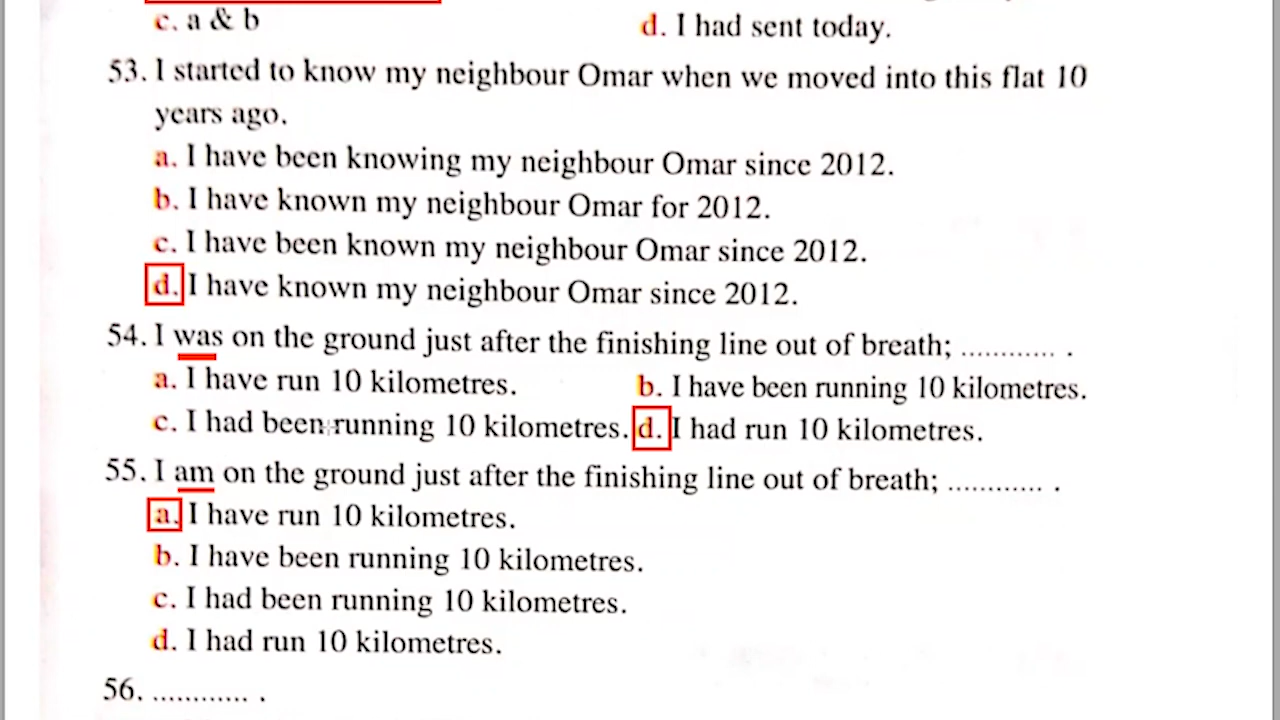 c. a & b d. I had sent today.
53. I started to know my neighbour Omar when we moved into this flat 10
years ago.
a. I have been knowing my neighbour Omar since 2012.
b. I have known my neighbour Omar for 2012.
c. I have been known my neighbour Omar since 2012.
d. I have known my neighbour Omar since 2012.
54. I was on the ground just after the finishing line out of breath; ............ .
a. I have run 10 kilometres. b. I have been running 10 kilometres.
c. I had been running 10 kilometres. d. I had run 10 kilometres.
55. I am on the ground just after the finishing line out of breath; ............ .
a. I have run 10 kilometres.
b. I have been running 10 kilometres.
c. I had been running 10 kilometres.
d. I had run 10 kilometres.
56. ............ .